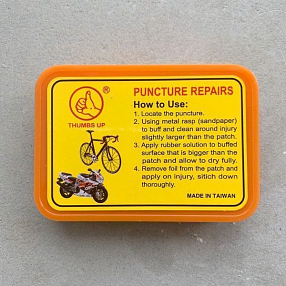 ®
THUMBS UP
PUNCTURE REPAIRS
How to Use:
1. Locate the puncture.
2. Using metal rasp (sandpaper)
to buff and clean around injury
slightly larger than the patch.
3. Apply rubber solution to buffed
surface that is bigger than the
patch and allow to dry fully.
4. Remove foil from the patch and
apply on Injury, sitich down
thoroughly.
MADE IN TAIWAN